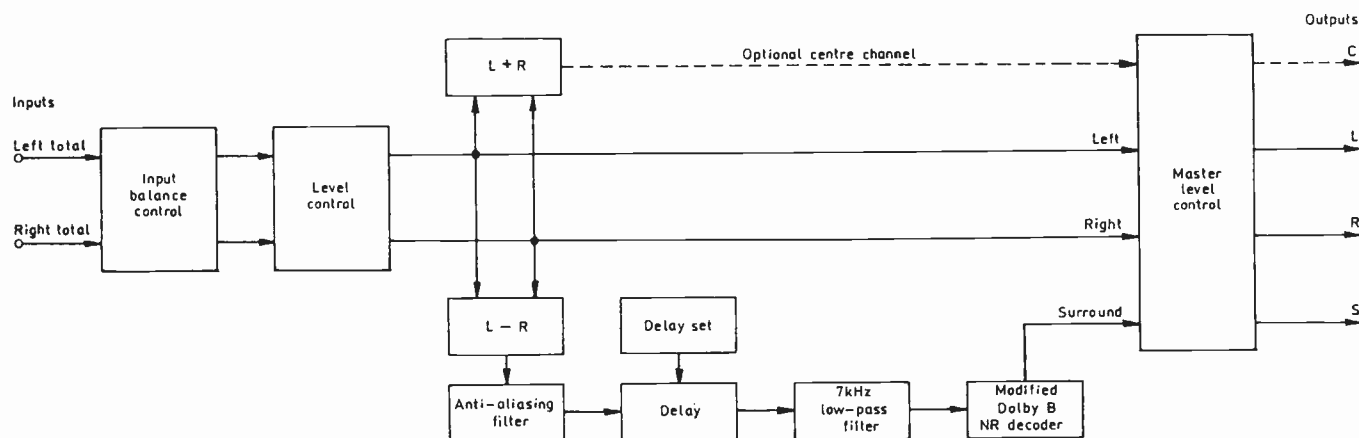 Outputs
L + R
Optional centre channel
C
Inputs
Left total
Left
L
Input
balance
control
Level
control
Master
level
control
Right total
Right
R
L − R
Delay set
Surround
S
Anti-aliasing
filter
Delay
7kHz
low-pass
filter
Modified
Dolby B
NR decoder